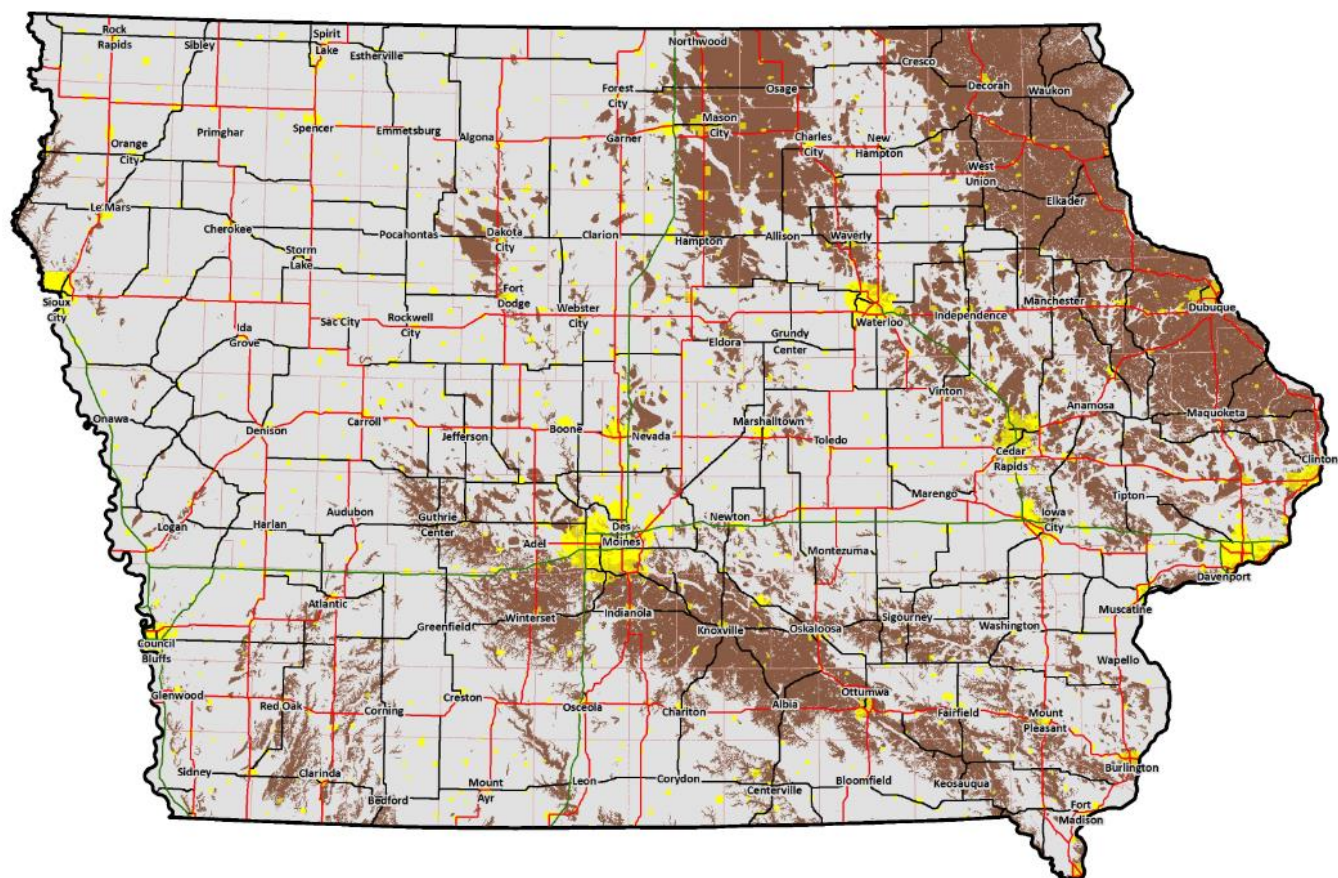 Rock
Rapids
Sibley
Spirit
Lake
Estherville
Northwood
Cresco
Decorah
Waukon
Forest
City
Osage
Primghar
Spencer
Emmetsburg
Algona
Garner
Mason
City
Charles
City
New
Hampton
Orange
City
West
Union
Elkader
Le Mars
Cherokee
Storm
Lake
Pocahontas
Dakota
City
Clarion
Hampton
Allison
Waverly
Sioux
City
Fort
Dodge
Ida
Grove
Sac City
Rockwell
City
Webster
City
Eldora
Grundy
Center
Waterloo
Independence
Manchester
Dubuque
Vinton
Onawa
Denison
Carroll
Jefferson
Boone
Nevada
Marshalltown
Toledo
Cedar
Rapids
Anamosa
Maquoketa
Clinton
Logan
Harlan
Audubon
Guthrie
Center
Adel
Des
Moines
Newton
Marengo
Iowa
City
Tipton
Montezuma
Davenport
Council
Bluffs
Atlantic
Greenfield
Winterset
Indianola
Knoxville
Oskaloosa
Sigourney
Washington
Muscatine
Wapello
Glenwood
Red Oak
Corning
Creston
Osceola
Chariton
Albia
Ottumwa
Fairfield
Mount
Pleasant
Burlington
Sidney
Clarinda
Bedford
Mount
Ayr
Leon
Corydon
Centerville
Bloomfield
Keosauqua
Fort
Madison